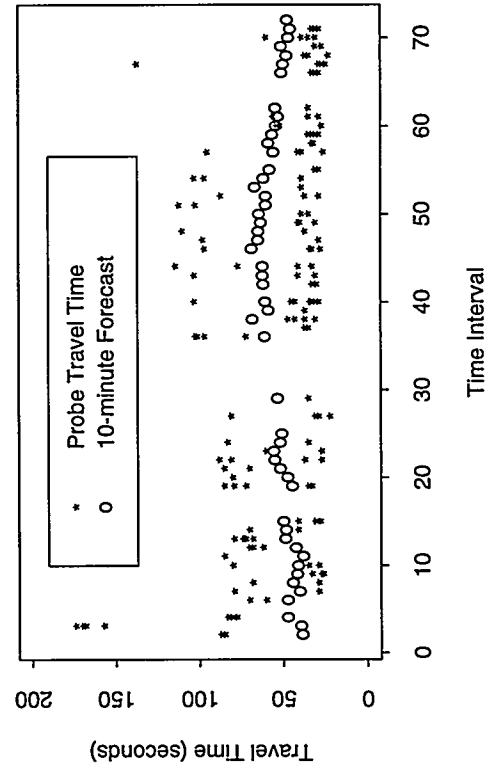 Probe Travel Time
10-minute Forecast
Travel Time (seconds)
200
150
100
50
0
0 10 20 30 40 50 60 70
Time Interval